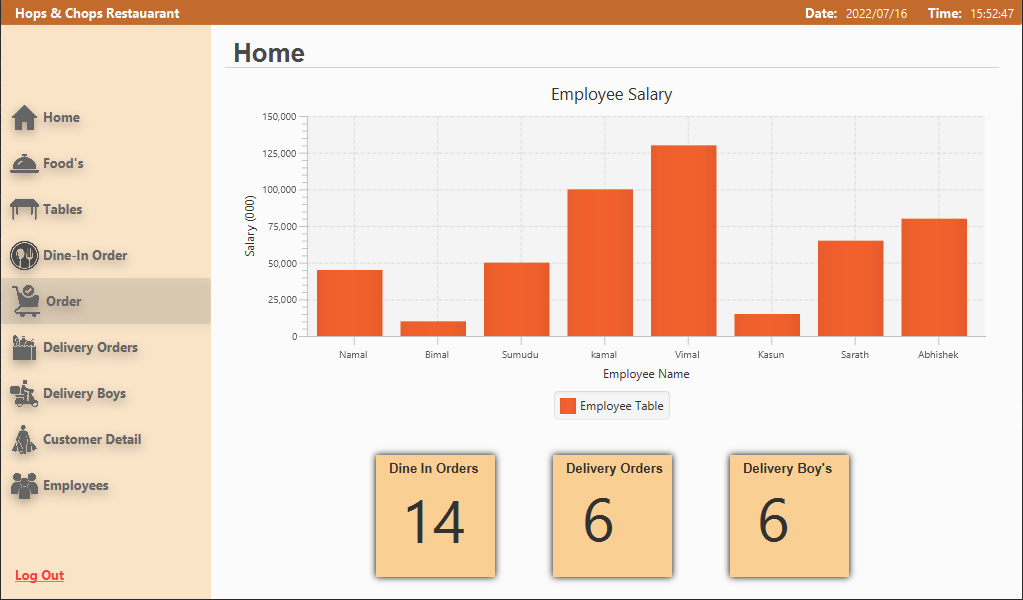 Hops & Chops Restauarant
Date: 2022/07/16 Time: 15:52:47
Home
Food's
Tables
Dine-In Order
Order
Delivery Orders
Delivery Boys
Customer Detail
Employees
Log Out
Home
Employee Salary
Salary (000)
150,000
125,000
100,000
75,000
50,000
25,000
0
Namal Bimal Sumudu kamal Vimal Kasun Sarath Abhishek
Employee Name
Employee Table
Dine In Orders
14
Delivery Orders
6
Delivery Boy's
6